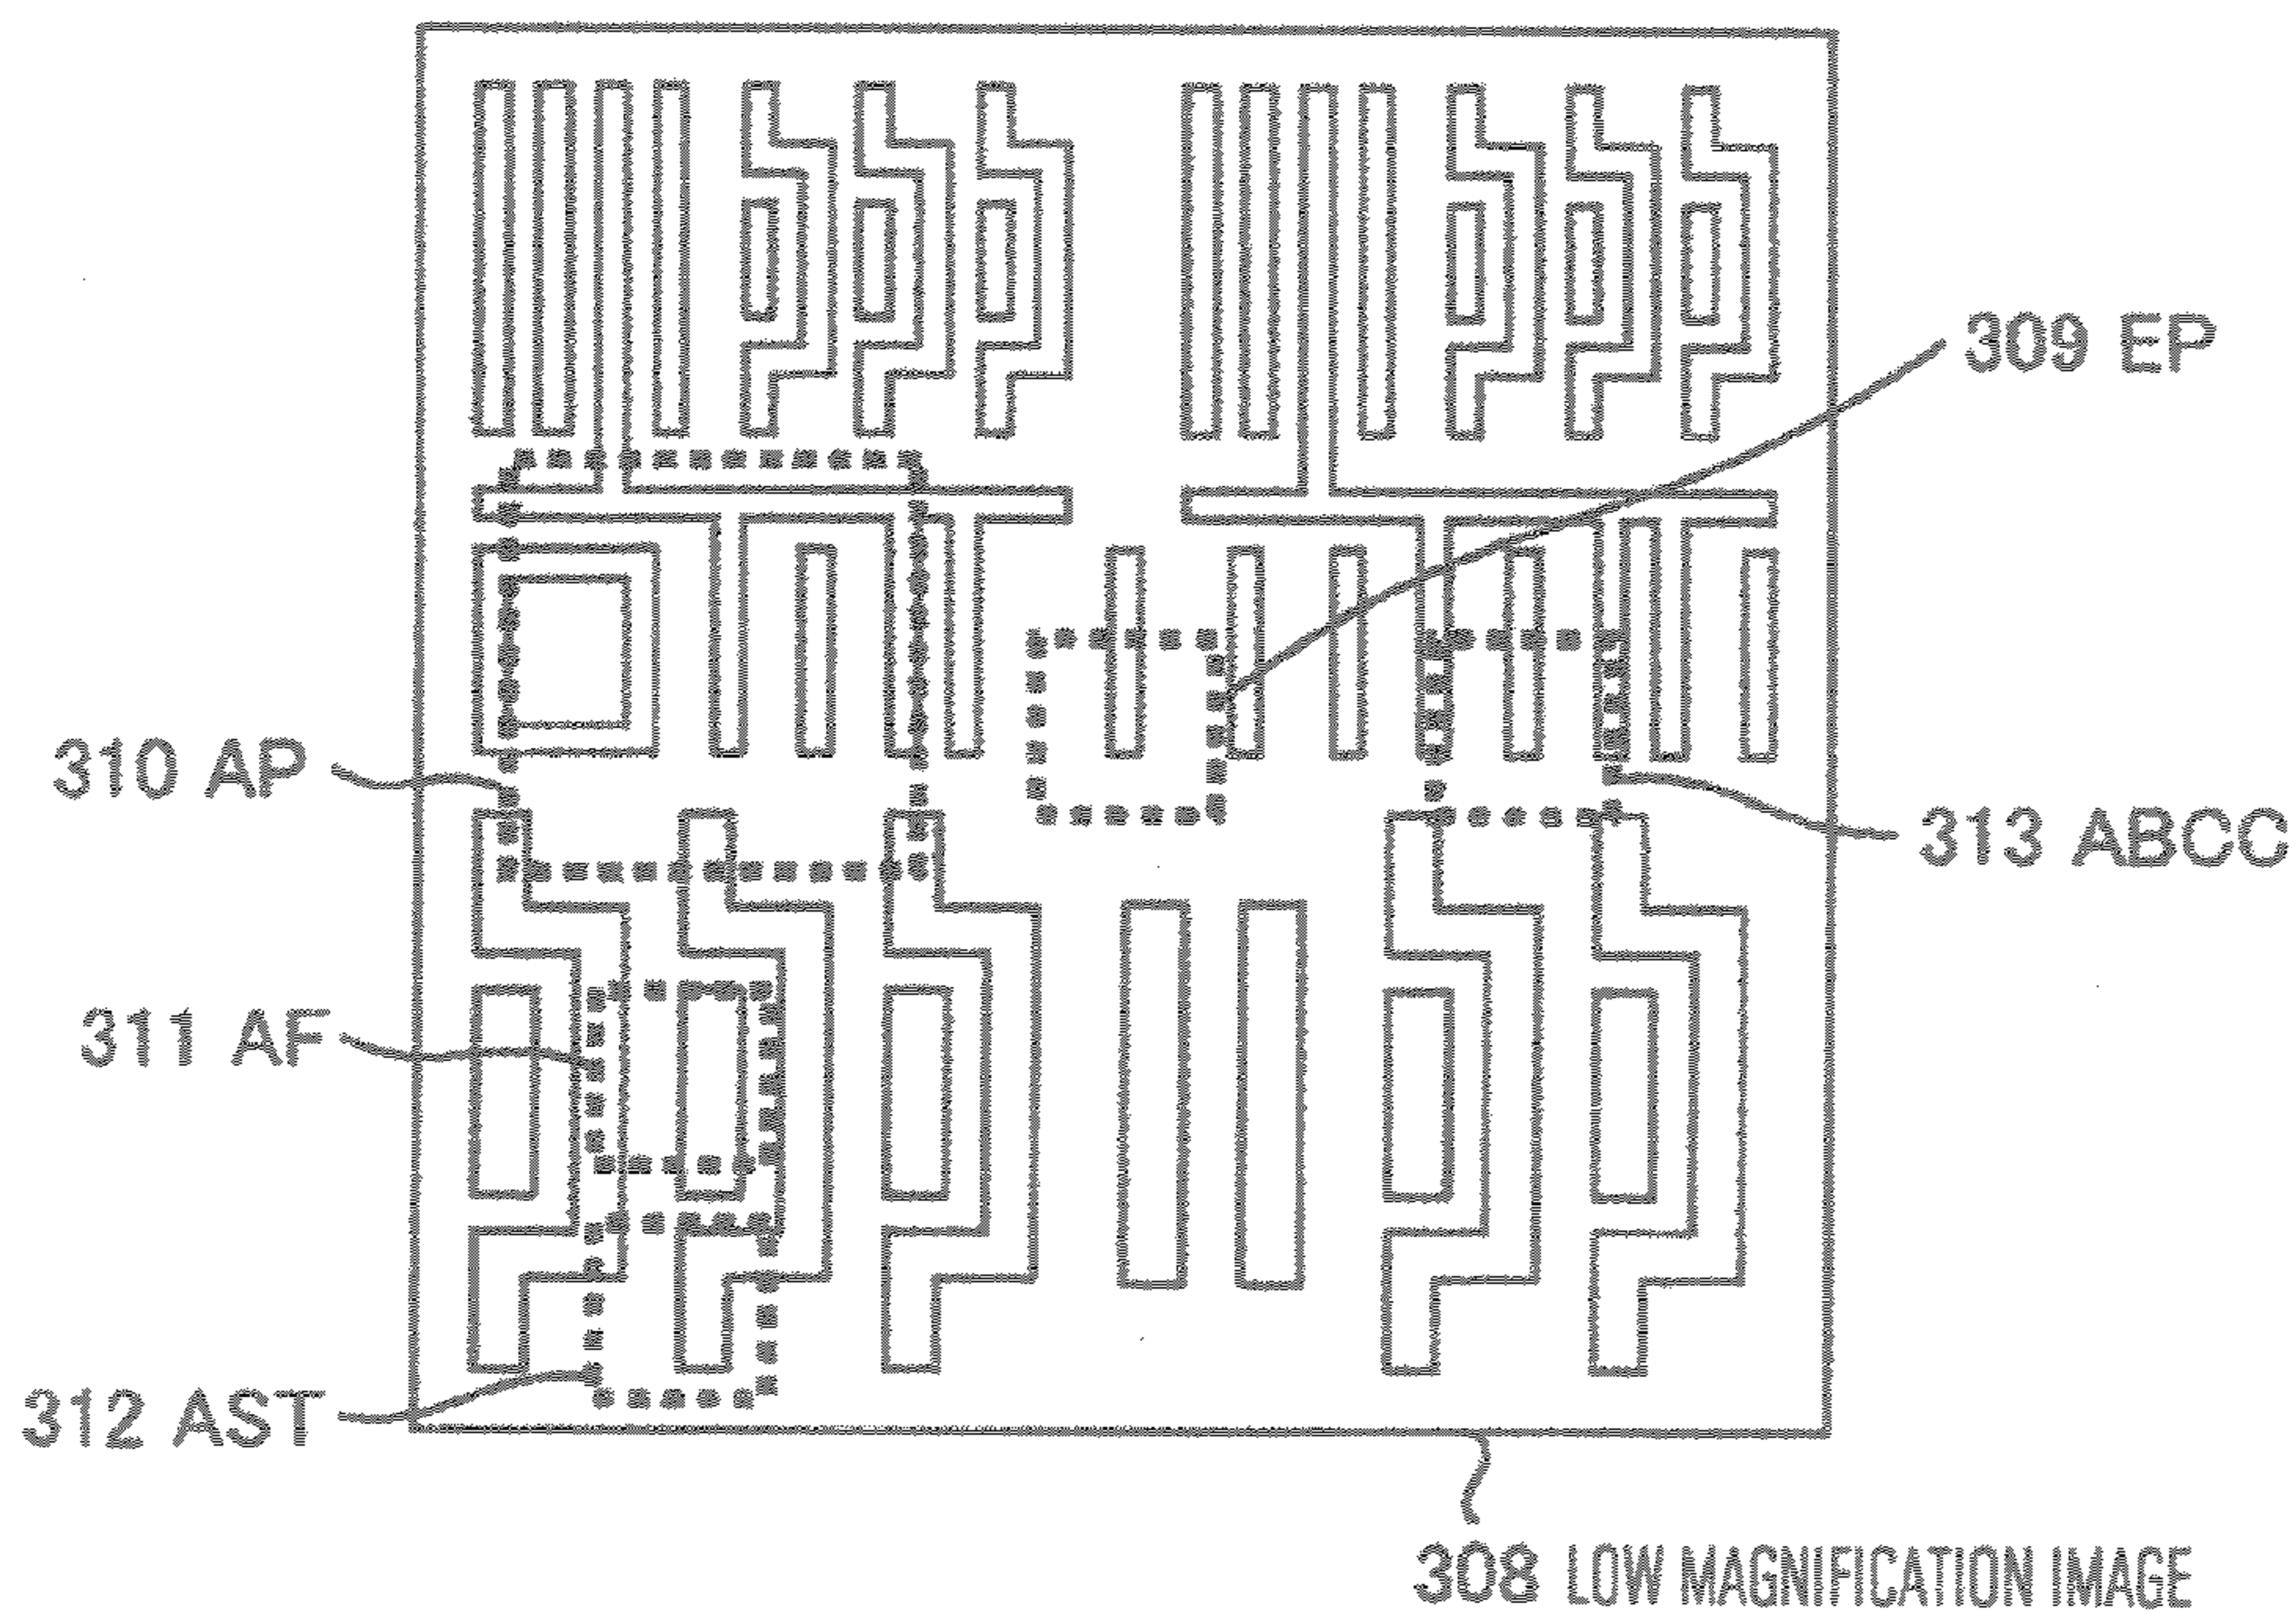 309 EP
310 AP
313 ABCC
311 AF
312 AST
308 LOW MAGNIFICATION IMAGE